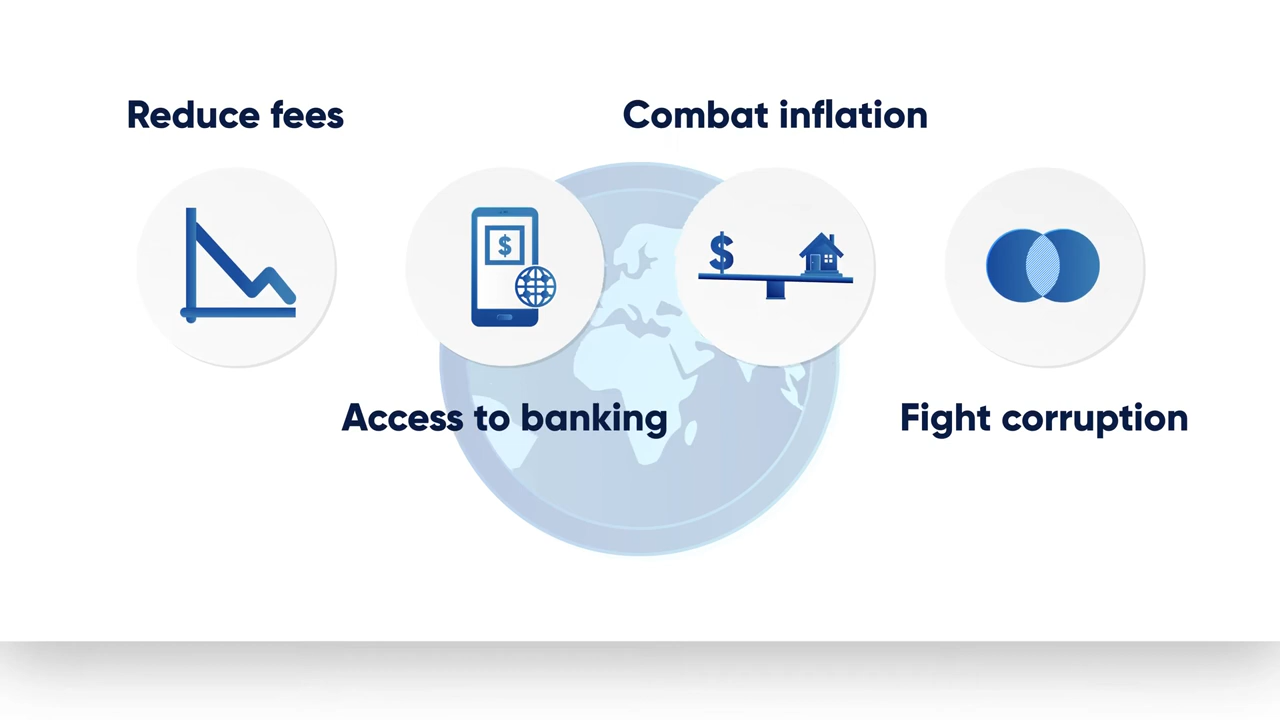 Reduce fees
Combat inflation
$
$
Access to banking
Fight corruption